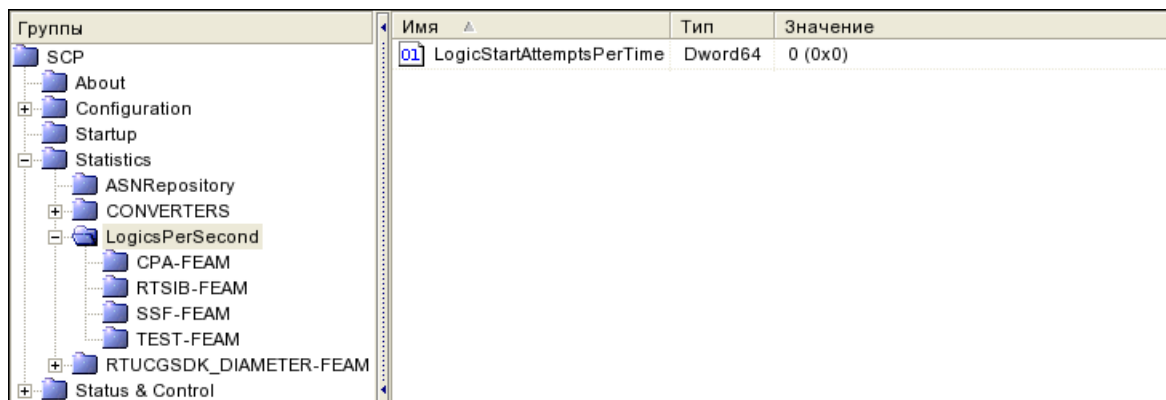 Группы
SCP
About
Configuration
Startup
Statistics
ASNRepository
CONVERTERS
LogicsPerSecond
CPA-FEAM
RTSIB-FEAM
SSF-FEAM
TEST-FEAM
RTUCGSDK_DIAMETER-FEAM
Status & Control
Имя Тип Значение
01 LogicStartAttemptsPerTime Dword64 0 (0x0)